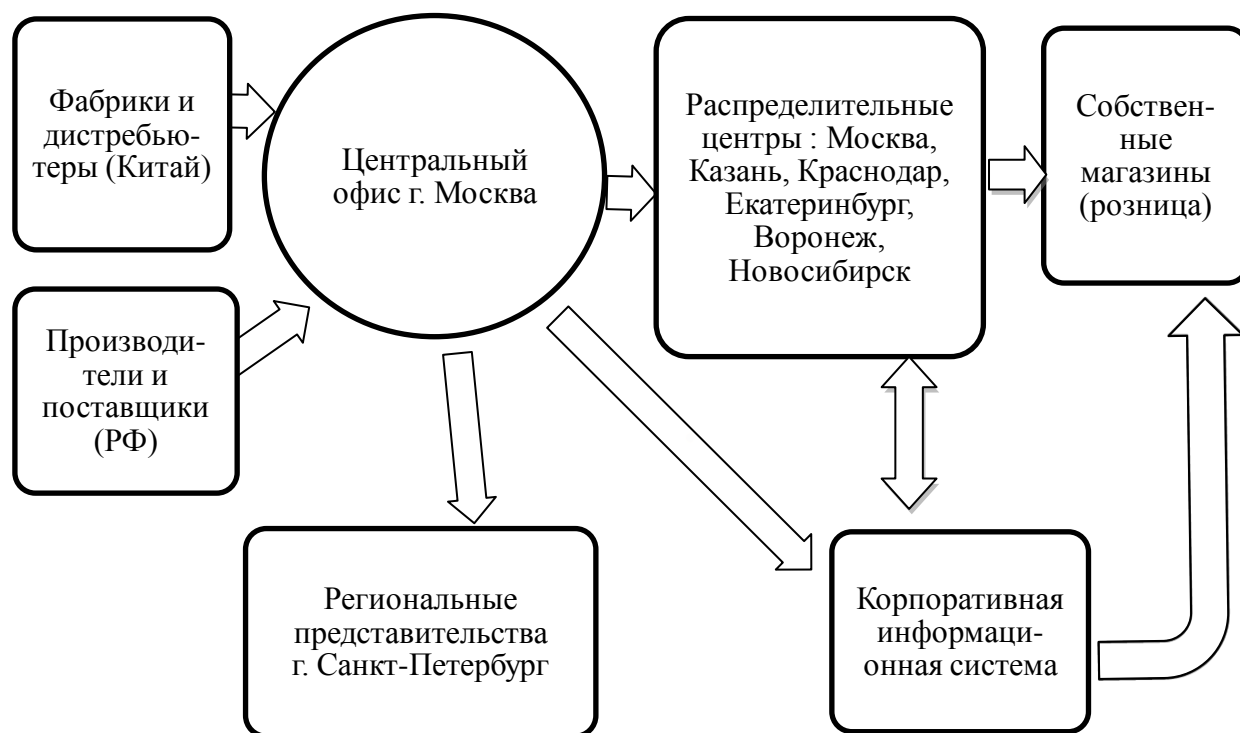 Фабрики и
дистребью-
теры (Китай)
Центральный
офис г. Москва
Распределительные
центры : Москва,
Казань, Краснодар,
Екатеринбург,
Воронеж,
Новосибирск
Собствен-
ные
магазины
(розница)
Производи-
тели и
поставщики
(РФ)
Региональные
представительства
г. Санкт-Петербург
Корпоративная
информаци-
онная система